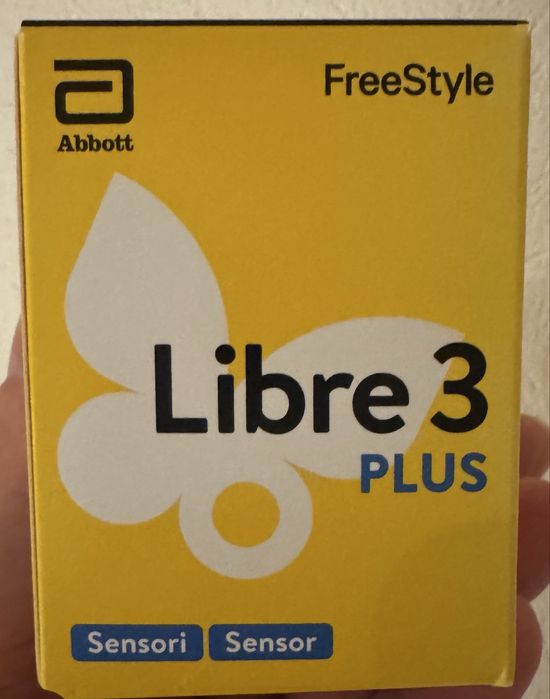 FreeStyle
Abbott
Libre 3
PLUS
Sensori Sensor